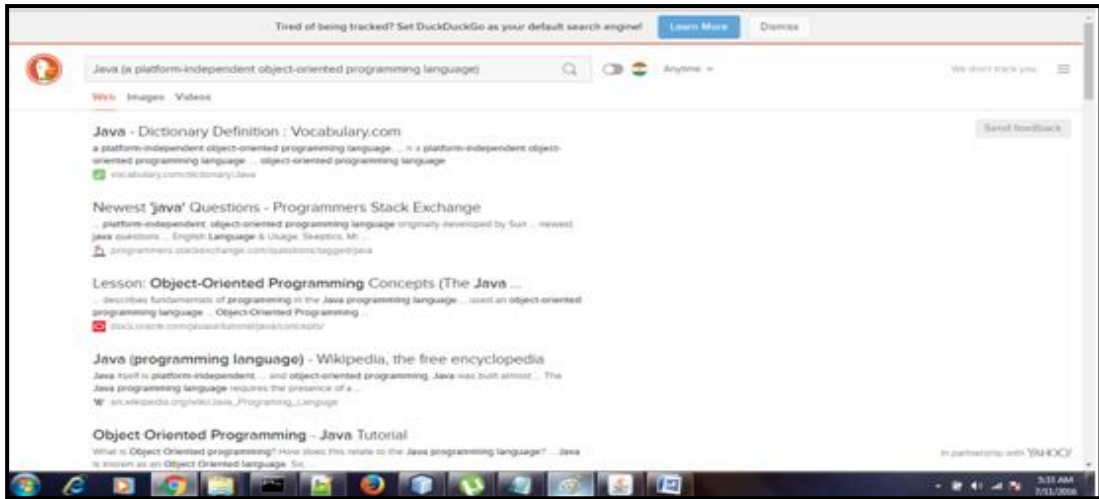 Tired of being tracked? Set DuckDuckGo as your default search engine! Learn More Dismiss
Java (a platform-independent object-oriented programming language) Anytime We don't track you.
Web Images Videos
Java - Dictionary Definition : Vocabulary.com Send feedback
a platform-independent object-oriented programming language. ... n a platform-independent object-
oriented programming language ... object-oriented programming language
vocabulary.com/dictionary/Java
Newest 'java' Questions - Programmers Stack Exchange
... platform-independent, object-oriented programming language originally developed by Sun ... newest
java questions ... English Language & Usage, Skeptics, Mi ...
programmers.stackexchange.com/questions/tagged/java
Lesson: Object-Oriented Programming Concepts (The Java ...
... describes fundamentals of programming in the Java programming language ... used an object-oriented
programming language ... Object-Oriented Programming ...
docs.oracle.com/javase/tutorial/java/concepts/
Java (programming language) - Wikipedia, the free encyclopedia
Java itself is platform-independent ... and object-oriented programming. Java was built almost ... The
Java programming language requires the presence of a ...
W en.wikipedia.org/wiki/Java_Programing_Languge
Object Oriented Programming - Java Tutorial
What is Object Oriented programming? How does this relate to the Java programming language? ... Java
is known as an Object Oriented language. So, ...
In partnership with YAHOO!
5:33 AM
7/11/2016